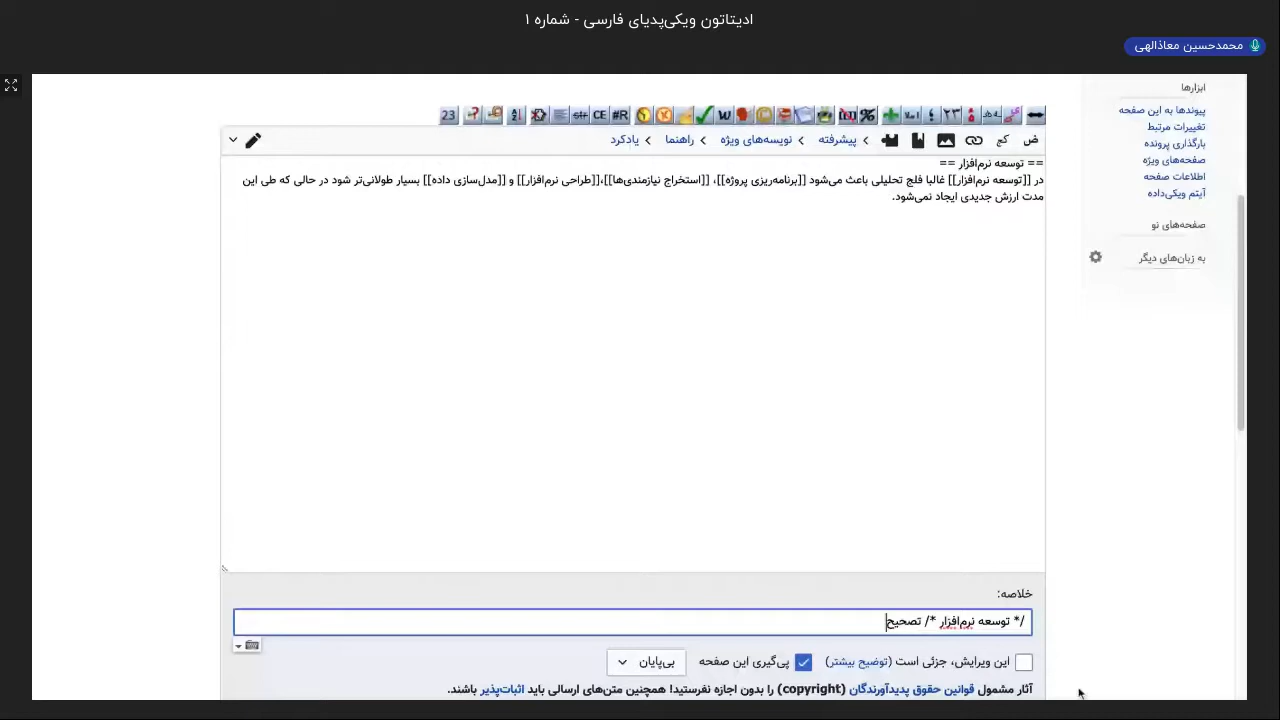 ادیتاتون ویکی‌پدیای فارسی - شماره ۱
محمدحسین معاذالهی
ابزارها
پیوندها به این صفحه
تغییرات مرتبط
بارگذاری پرونده
صفحه‌های ویژه
اطلاعات صفحه
آیتم ویکی‌داده
صفحه‌های نو
به زبان‌های دیگر
#R CE 23
پیشرفته
نویسه‌های ویژه
راهنما
یادکرد
== توسعه نرم‌افزار ==
در [[توسعه نرم‌افزار]] غالبا فلج تحلیلی باعث می‌شود [[برنامه‌ریزی پروژه]]، [[استخراج نیازمندی‌ها]]،[[طراحی نرم‌افزار]] و [[مدل‌سازی داده]] بسیار طولانی‌تر شود در حالی که طی این
مدت ارزش جدیدی ایجاد نمی‌شود.
خلاصه:
/* توسعه نرم‌افزار */ تصحیح
این ویرایش، جزئی است (توضیح بیشتر)
پی‌گیری این صفحه
بی‌پایان
آثار مشمول قوانین حقوق پدیدآورندگان (copyright) را بدون اجازه نفرستید! همچنین متن‌های ارسالی باید اثبات‌پذیر باشند.